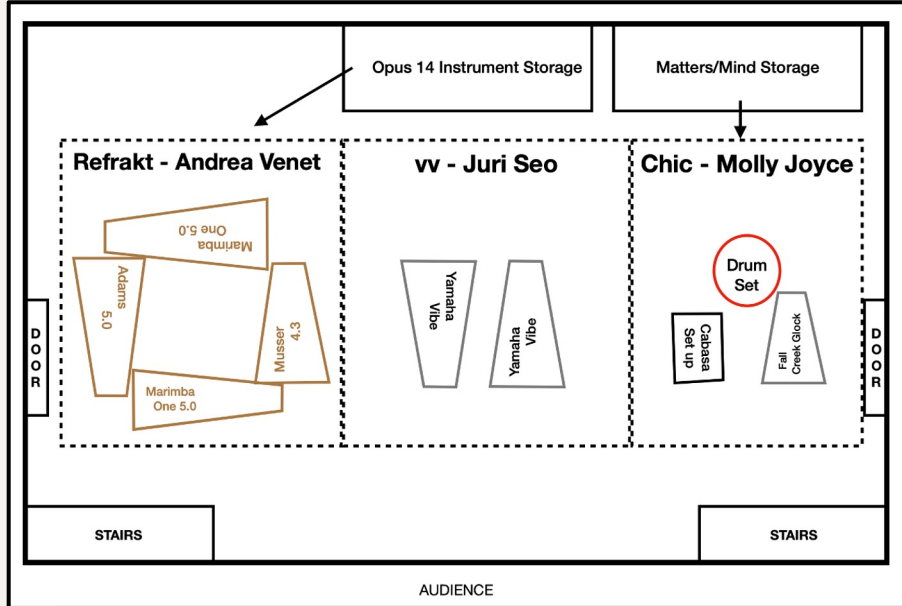 Opus 14 Instrument Storage
Matters/Mind Storage
Refrakt - Andrea Venet
vv - Juri Seo
Chic - Molly Joyce
Marimba
One 5.0
Adams
5.0
Musser
4.3
Marimba
One 5.0
Yamaha
Vibe
Yamaha
Vibe
Drum
Set
Cabasa
Set up
Fall
Creek Glock
DOOR
DOOR
STAIRS
STAIRS
AUDIENCE